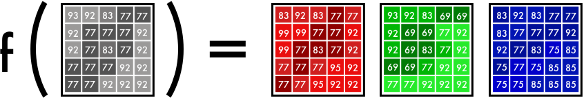 f ( ) =
93 92 83 77 77
92 77 77 77 92
92 77 83 77 92
77 77 77 92 92
77 77 92 92 92
83 92 83 77 77
99 99 77 77 92
99 77 83 77 92
77 77 77 95 92
77 77 92 95 92
93 92 83 69 69
92 69 69 77 92
92 69 69 77 92
77 77 77 92 92
77 77 92 92 92
83 92 83 77 77
83 77 77 77 92
92 77 83 75 85
75 77 75 85 85
75 75 85 85 85